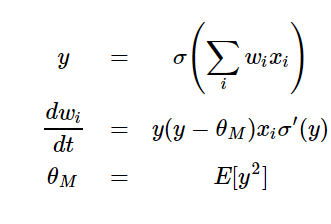 y = σ(∑_i w_i x_i)
dw_i/dt = y(y − θ_M)x_i σ′(y)
θ_M = E[y²]